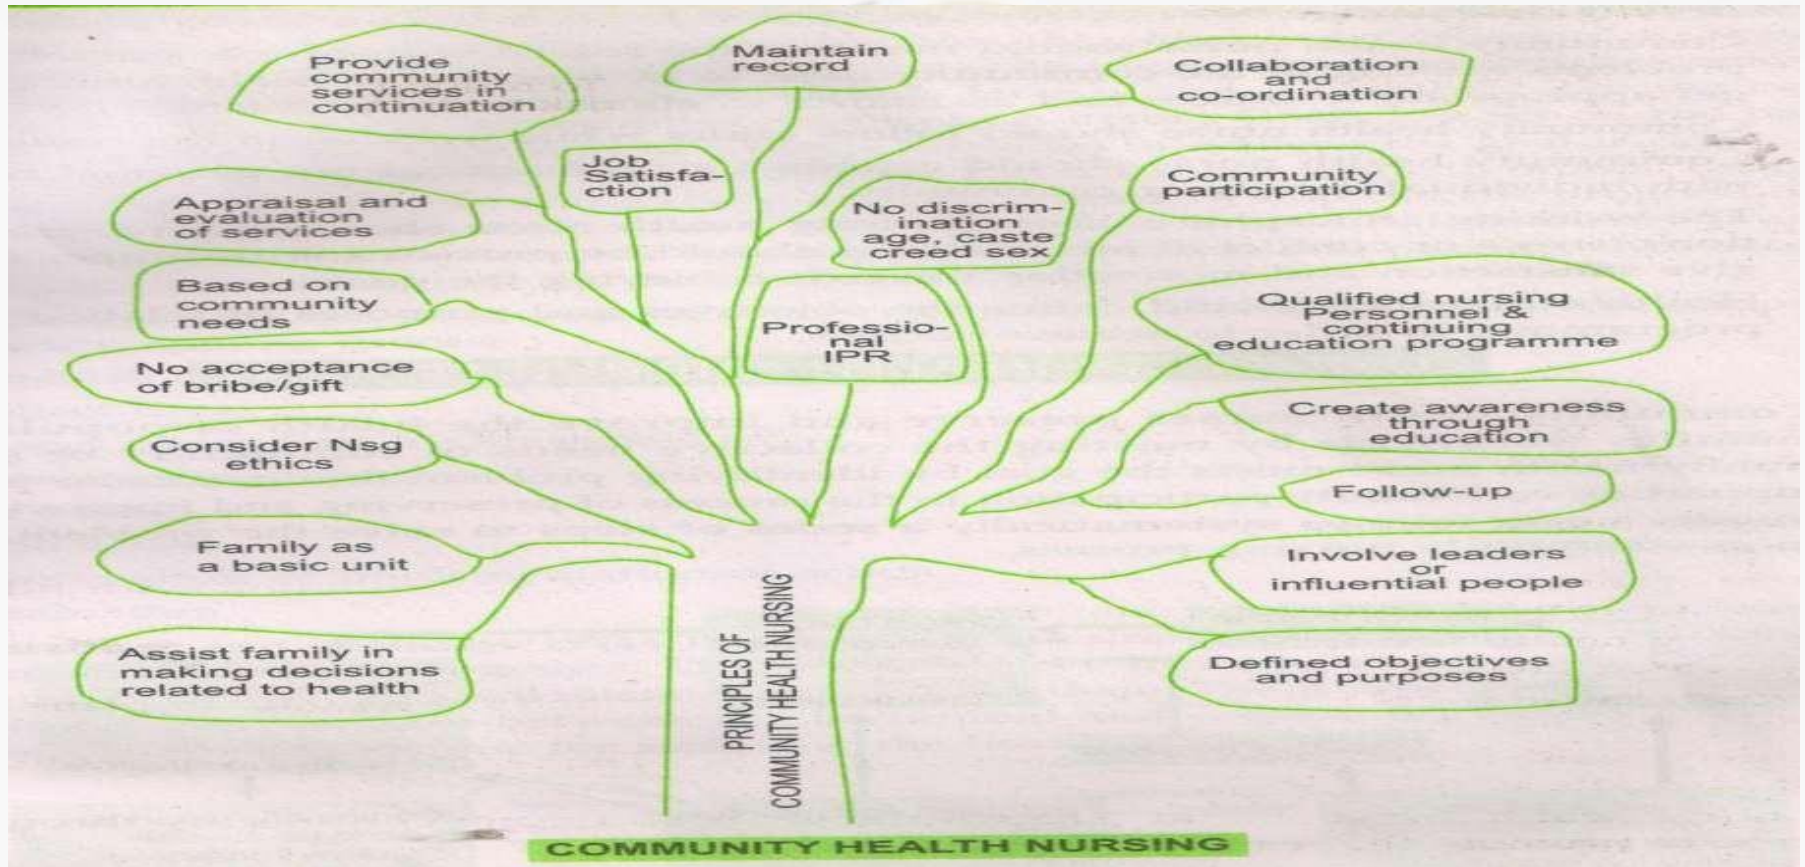 Provide
community
services in
continuation
Maintain
record
Collaboration
and
co-ordination
Job
Satisfa-
ction
Community
participation
Appraisal and
evaluation
of services
No discrim-
ination
age, caste
creed sex
Based on
community
needs
Professio-
nal
IPR
Qualified nursing
Personnel &
continuing
education programme
No acceptance
of bribe/gift
Create awareness
through
education
Consider Nsg
ethics
Follow-up
Family as
a basic unit
Involve leaders
or
influential people
Assist family in
making decisions
related to health
Defined objectives
and purposes
PRINCIPLES OF
COMMUNITY HEALTH NURSING
COMMUNITY HEALTH NURSING